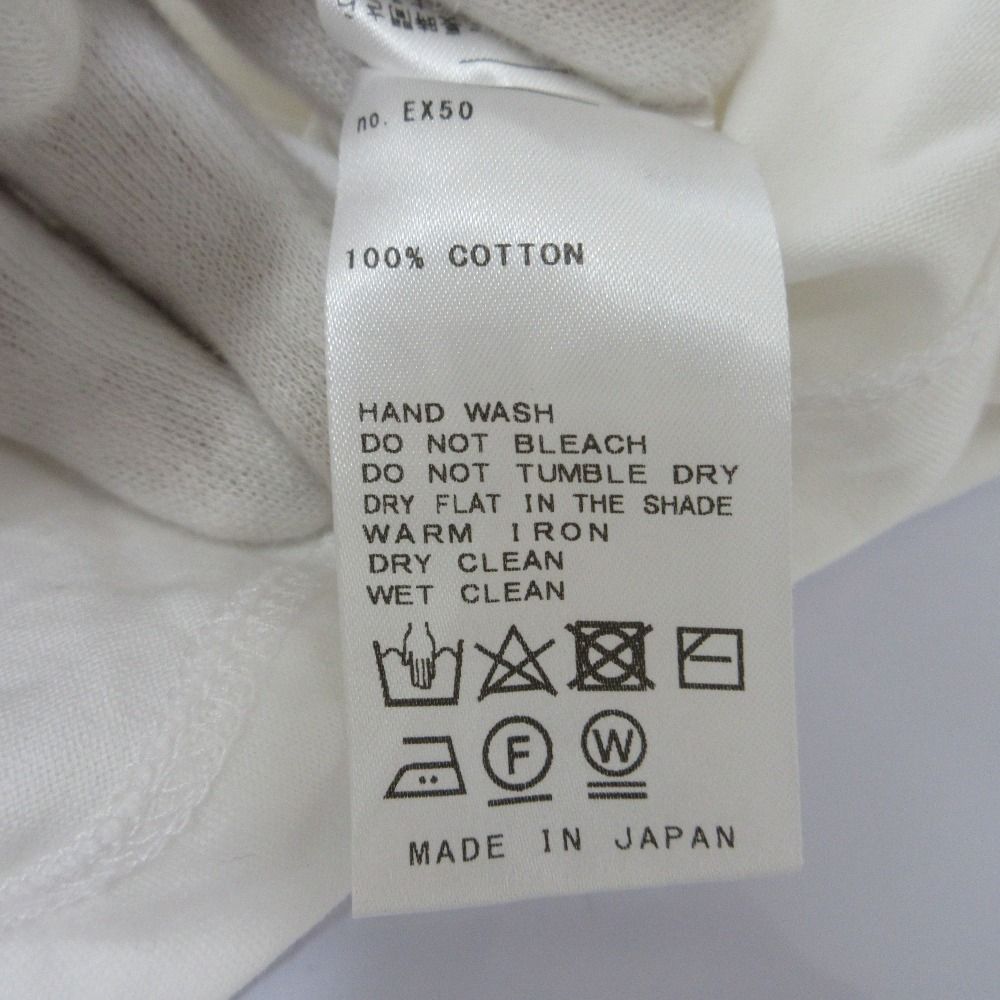 no. EX50
100% COTTON
HAND WASH
DO NOT BLEACH
DO NOT TUMBLE DRY
DRY FLAT IN THE SHADE
WARM IRON
DRY CLEAN
WET CLEAN
F W
MADE IN JAPAN